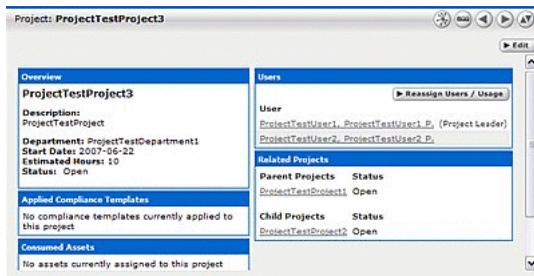 Project: ProjectTestProject3
Edit
Overview
ProjectTestProject3
Description:
ProjectTestProject
Department: ProjectTestDepartment1
Start Date: 2007-06-22
Estimated Hours: 10
Status: Open
Applied Compliance Templates
No compliance templates currently applied to
this project
Consumed Assets
No assets currently assigned to this project
Users
Reassign Users / Usage
User
ProjectTestUser1, ProjectTestUser1 P. (Project Leader)
ProjectTestUser2, ProjectTestUser2 P.
Related Projects
Parent Projects Status
ProjectTestProject1 Open
Child Projects Status
ProjectTestProject2 Open